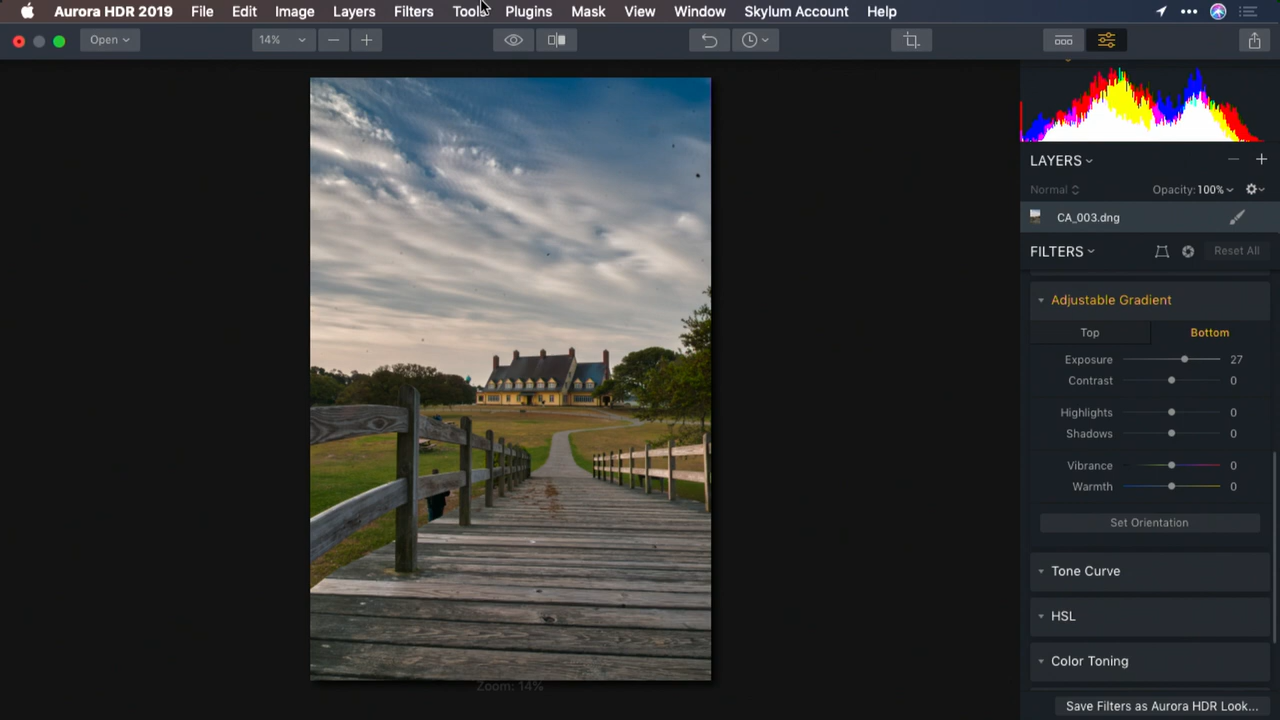 Aurora HDR 2019 File Edit Image Layers Filters Tools Plugins Mask View Window Skylum Account Help
Open 14%
LAYERS
Normal Opacity: 100%
CA_003.dng
FILTERS Reset All
Adjustable Gradient
Top Bottom
Exposure 27
Contrast 0
Highlights 0
Shadows 0
Vibrance 0
Warmth 0
Set Orientation
Tone Curve
HSL
Color Toning
Zoom: 14%
Save Filters as Aurora HDR Look...